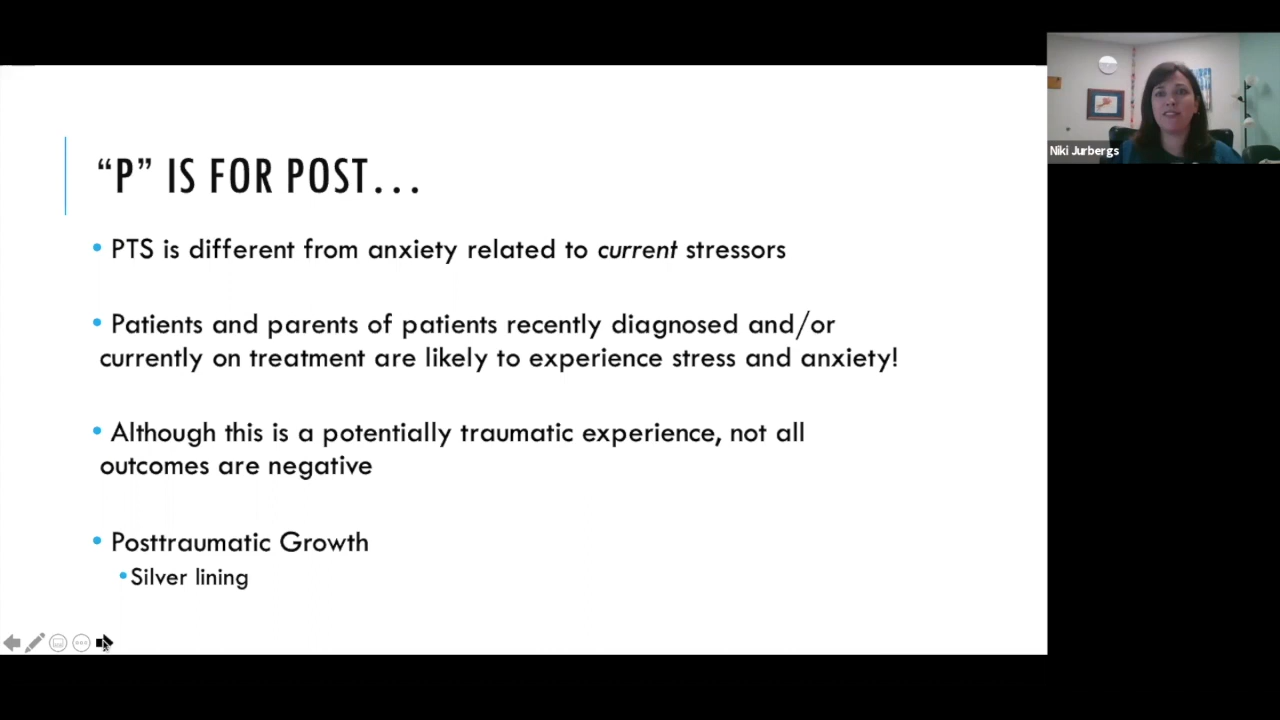 “P” IS FOR POST...
• PTS is different from anxiety related to current stressors
• Patients and parents of patients recently diagnosed and/or
currently on treatment are likely to experience stress and anxiety!
• Although this is a potentially traumatic experience, not all
outcomes are negative
• Posttraumatic Growth
• Silver lining
Niki Jurbergs